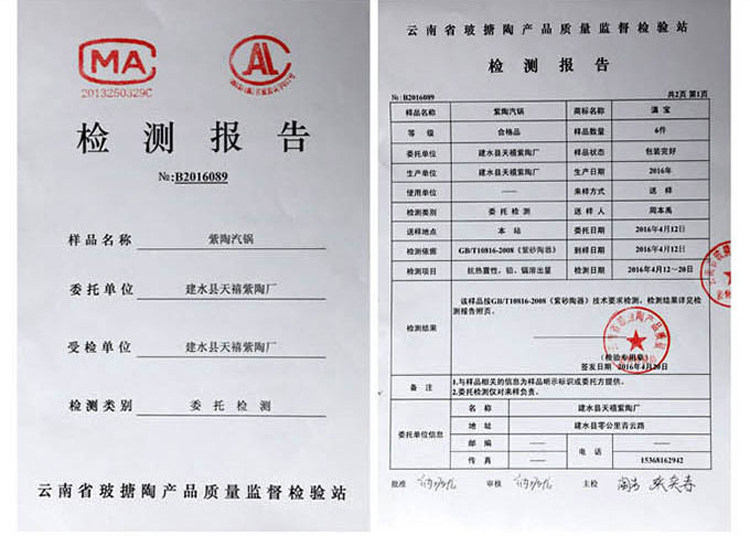 MA
2013250329C
AL
检测报告
№:B2016089
样品名称 紫陶汽锅
委托单位 建水县天禧紫陶厂
受检单位 建水县天禧紫陶厂
检测类别 委托检测
云南省玻搪陶产品质量监督检验站
云南省玻搪陶产品质量监督检验站
检测报告
№:B2016089 共2页 第1页
样品名称 紫陶汽锅 商标名称 滇宝
等级 合格品 样品数量 6件
委托单位 建水县天禧紫陶厂 样品状态 包装完好
生产单位 建水县天禧紫陶厂 生产日期 2016年
使用单位 —— 来样方式 送样
检测类别 委托检测 送样人 周本禹
送样地点 本站 委托日期 2016年4月12日
检测依据 GB/T10816-2008《紫砂陶器》 到样日期 2016年4月12日
检测项目 抗热震性、铅、镉溶出量 检测日期 2016年4月12~20日
检测结果 该样品按GB/T10816-2008《紫砂陶器》技术要求检测,检测结果详见检
测报告附页。
(检验专用章)
签发日期 2016年4月20日
备注 1.与样品相关的信息为样品明示标识或委托方提供。
2.委托检测仅对来样负责。
委托单位信息 名称 建水县天禧紫陶厂
地址 建水县零公里青云路
邮编 —— 电话 15368162942
传真 ——
批准 审核 主检